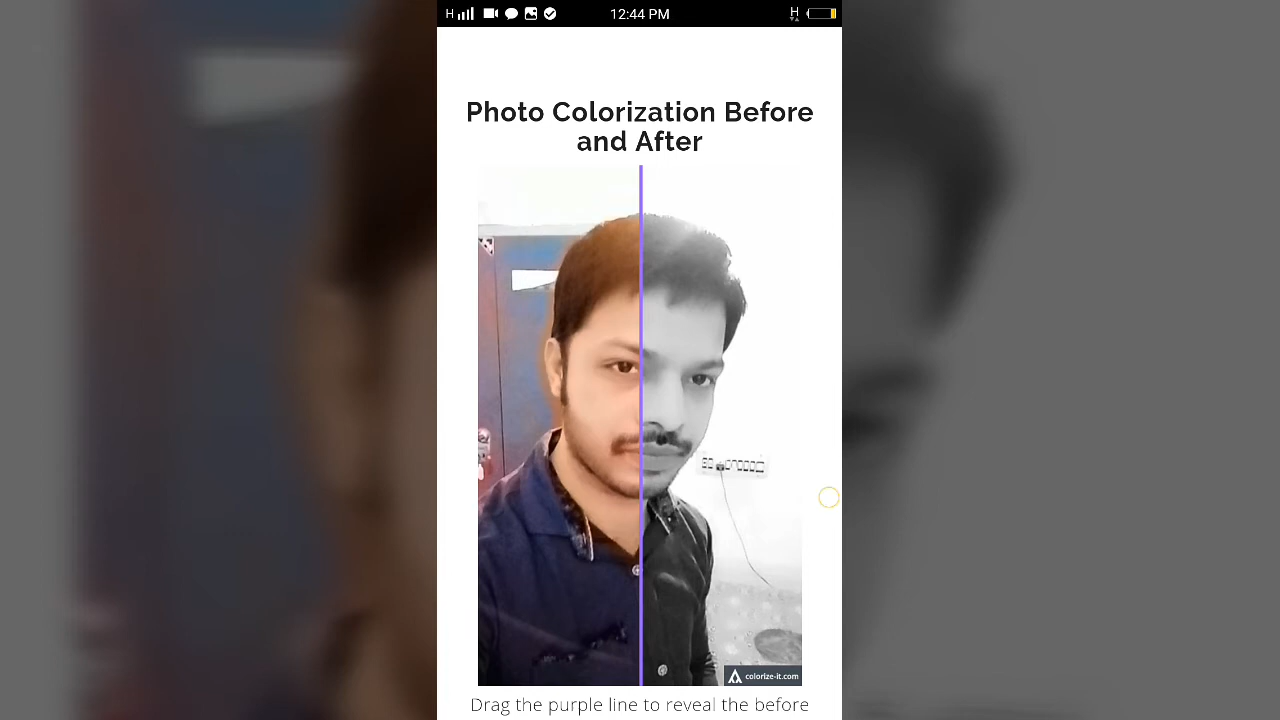 H 12:44 PM H
Photo Colorization Before
and After
colorize-it.com
Drag the purple line to reveal the before